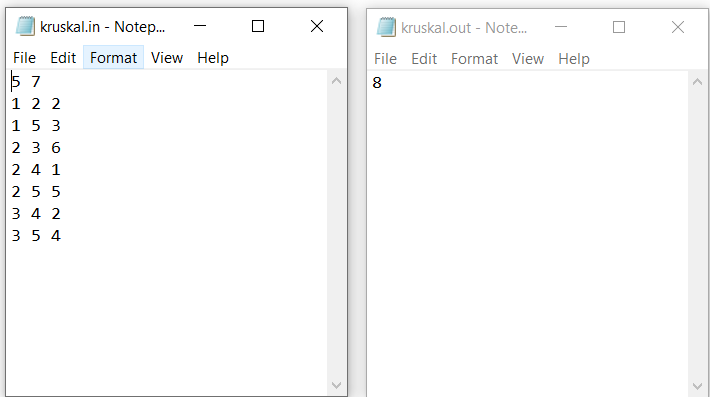 kruskal.in - Notep...
File Edit Format View Help
5 7
1 2 2
1 5 3
2 3 6
2 4 1
2 5 5
3 4 2
3 5 4
kruskal.out - Note...
File Edit Format View Help
8